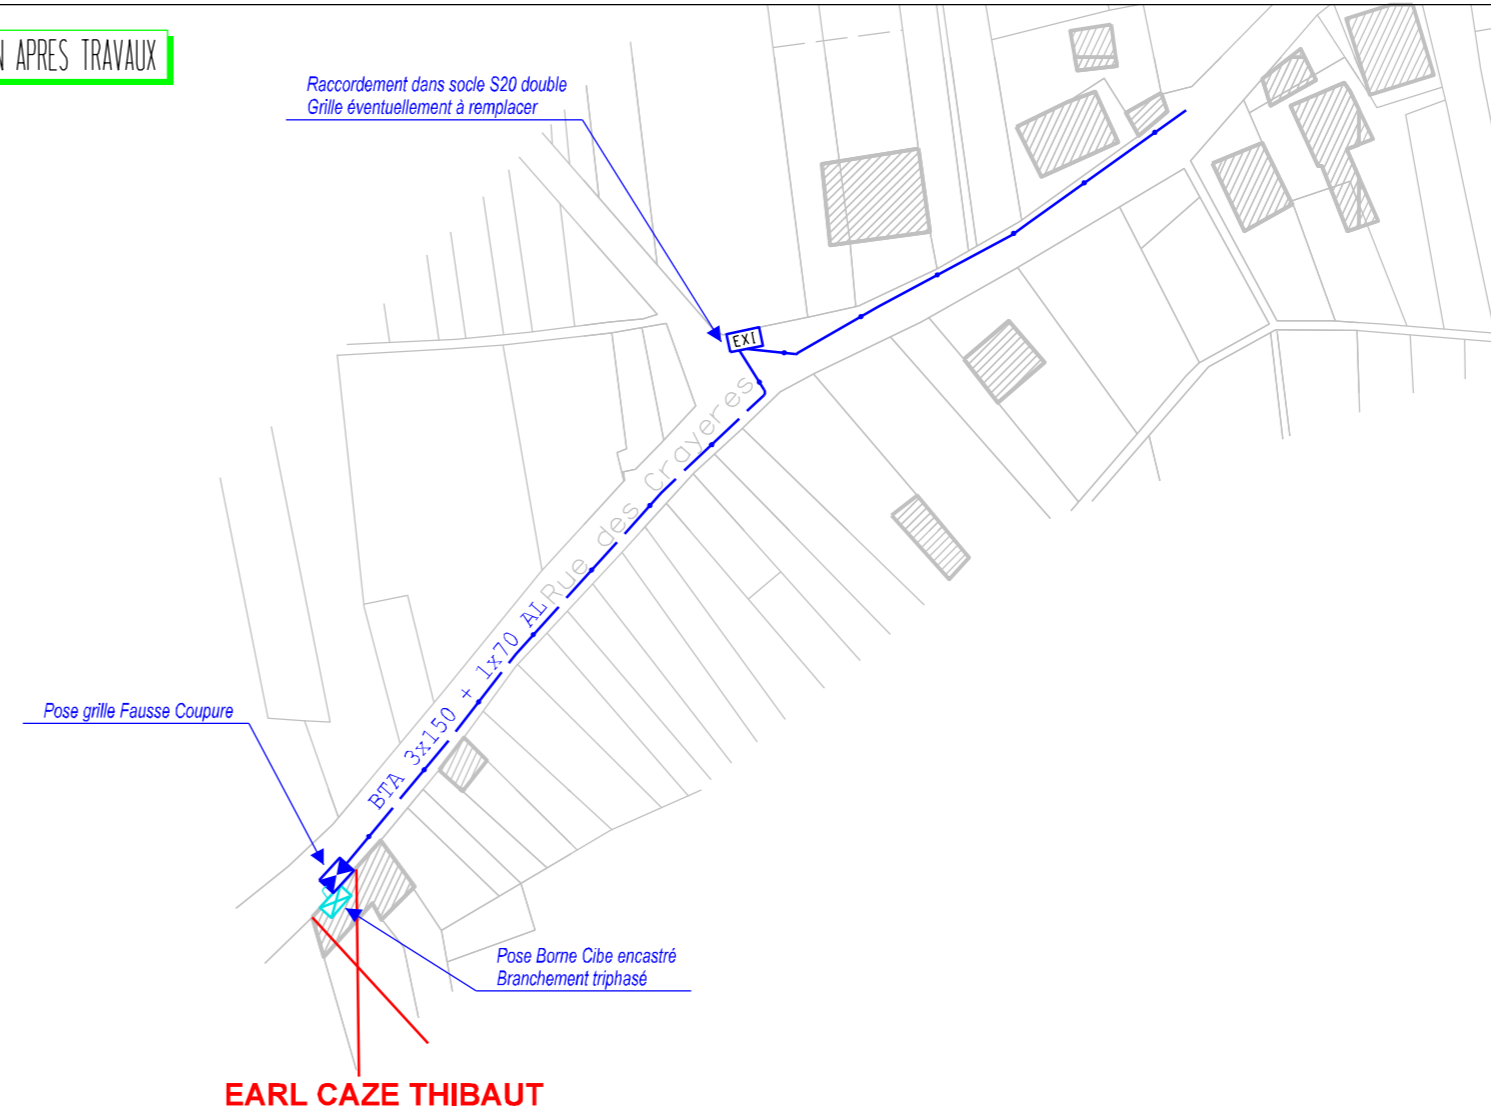 APRES TRAVAUX
Raccordement dans socle S20 double
Grille éventuellement à remplacer
EXI
Rue des Crayeres
BTA 3x150 + 1x70 AL
Pose grille Fausse Coupure
Pose Borne Cibe encastré
Branchement triphasé
EARL CAZE THIBAUT